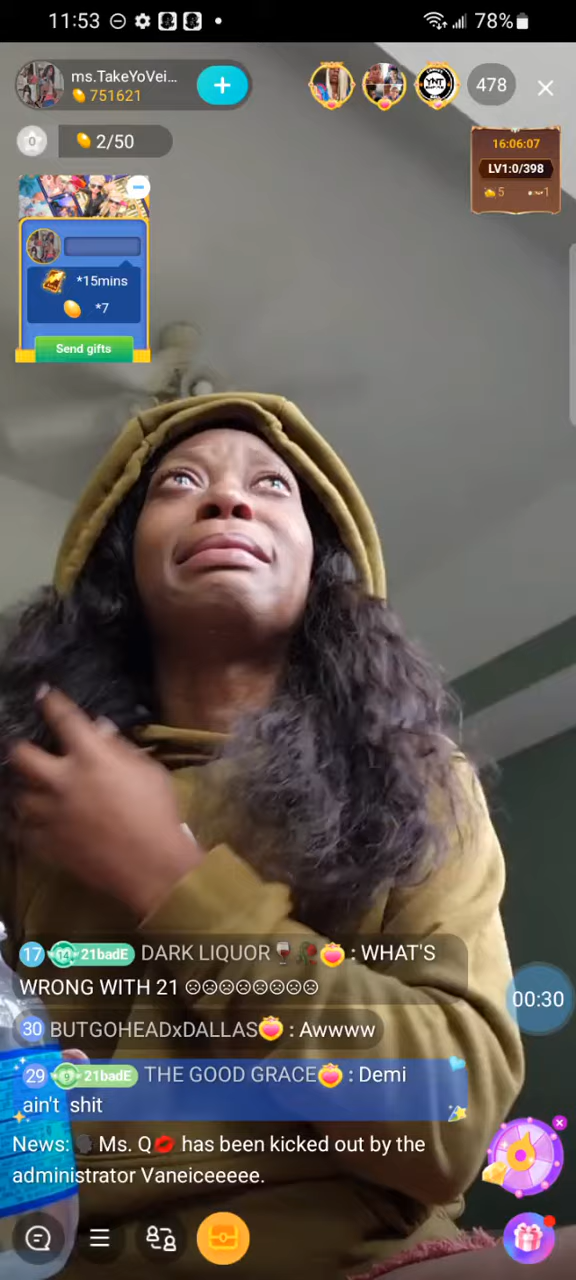 11:53
78%
ms.TakeYoVei...
751621
478
0
2/50
16:06:07
LV1:0/398
5
1
YNT
*15mins
*7
Send gifts
17 21badE DARK LIQUOR🍷🥀🍑 : WHAT'S
WRONG WITH 21 ☹☹☹☹☹☹☹☹☹
00:30
30 BUTGOHEADxDALLAS🍑 : Awwww
29 21badE THE GOOD GRACE🍑 : Demi
ain't shit
News: 🗣Ms. Q💋 has been kicked out by the
administrator Vaneiceeeee.